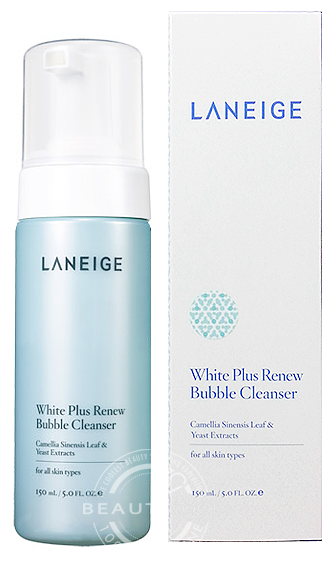 LANEIGE
White Plus Renew
Bubble Cleanser
Camellia Sinensis Leaf &
Yeast Extracts
for all skin types
150 mL / 5.0 FL. OZ. e
LANEIGE
White Plus Renew
Bubble Cleanser
Camellia Sinensis Leaf &
Yeast Extracts
for all skin types
150 mL / 5.0 FL. OZ. e
BEAUT